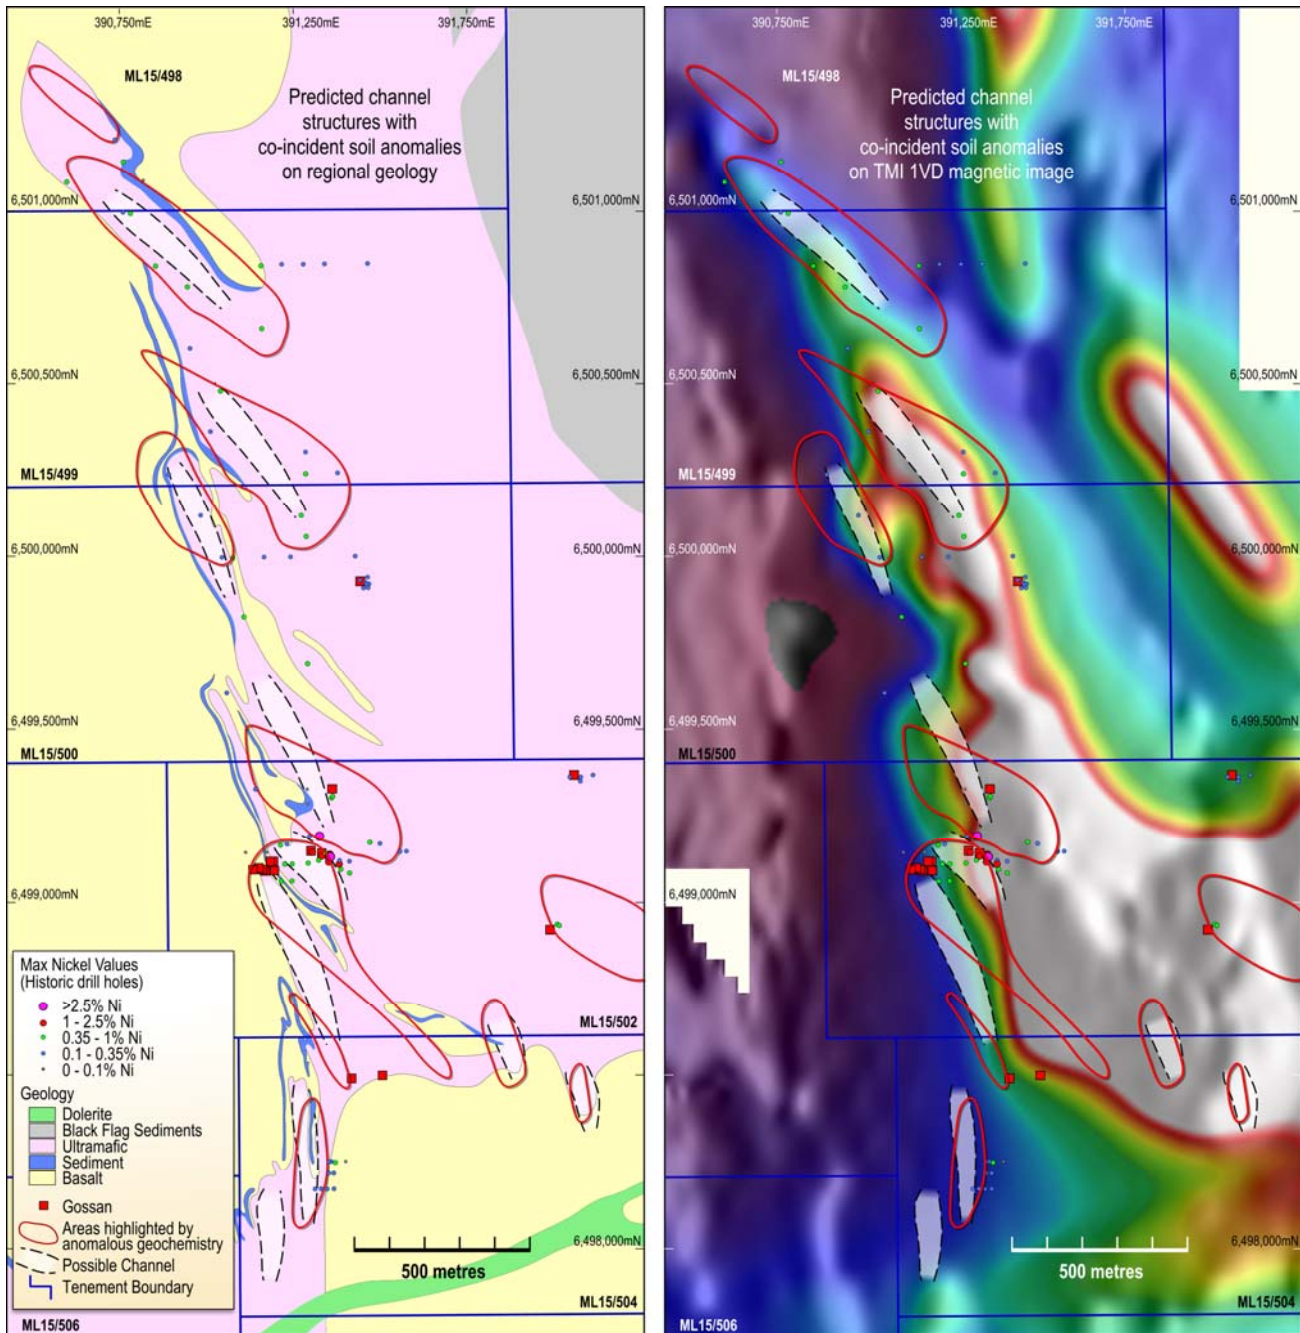 390,750mE
391,250mE
391,750mE
ML15/498
Predicted channel
structures with
co-incident soil anomalies
on regional geology
6,501,000mN
6,501,000mN
6,500,500mN
6,500,500mN
ML15/499
6,500,000mN
6,500,000mN
6,499,500mN
6,499,500mN
ML15/500
6,499,000mN
6,499,000mN
ML15/502
Max Nickel Values
(Historic drill holes)
>2.5% Ni
1 - 2.5% Ni
0.35 - 1% Ni
0.1 - 0.35% Ni
0 - 0.1% Ni
Geology
Dolerite
Black Flag Sediments
Ultramafic
Sediment
Basalt
Gossan
Areas highlighted by
anomalous geochemistry
Possible Channel
Tenement Boundary
6,498,000mN
500 metres
ML15/504
ML15/506
390,750mE
391,250mE
391,750mE
ML15/498
Predicted channel
structures with
co-incident soil anomalies
on TMI 1VD magnetic image
6,501,000mN
6,501,000mN
6,500,500mN
6,500,500mN
ML15/499
6,500,000mN
6,500,000mN
6,499,500mN
6,499,500mN
ML15/500
6,499,000mN
6,499,000mN
ML15/502
6,498,000mN
500 metres
ML15/504
ML15/506